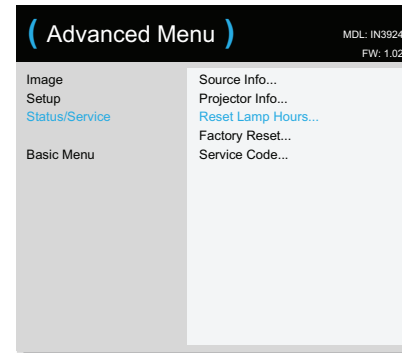 ( Advanced Menu )
MDL: IN3924
FW: 1.02
Image
Setup
Status/Service
Basic Menu
Source Info...
Projector Info...
Reset Lamp Hours...
Factory Reset...
Service Code...